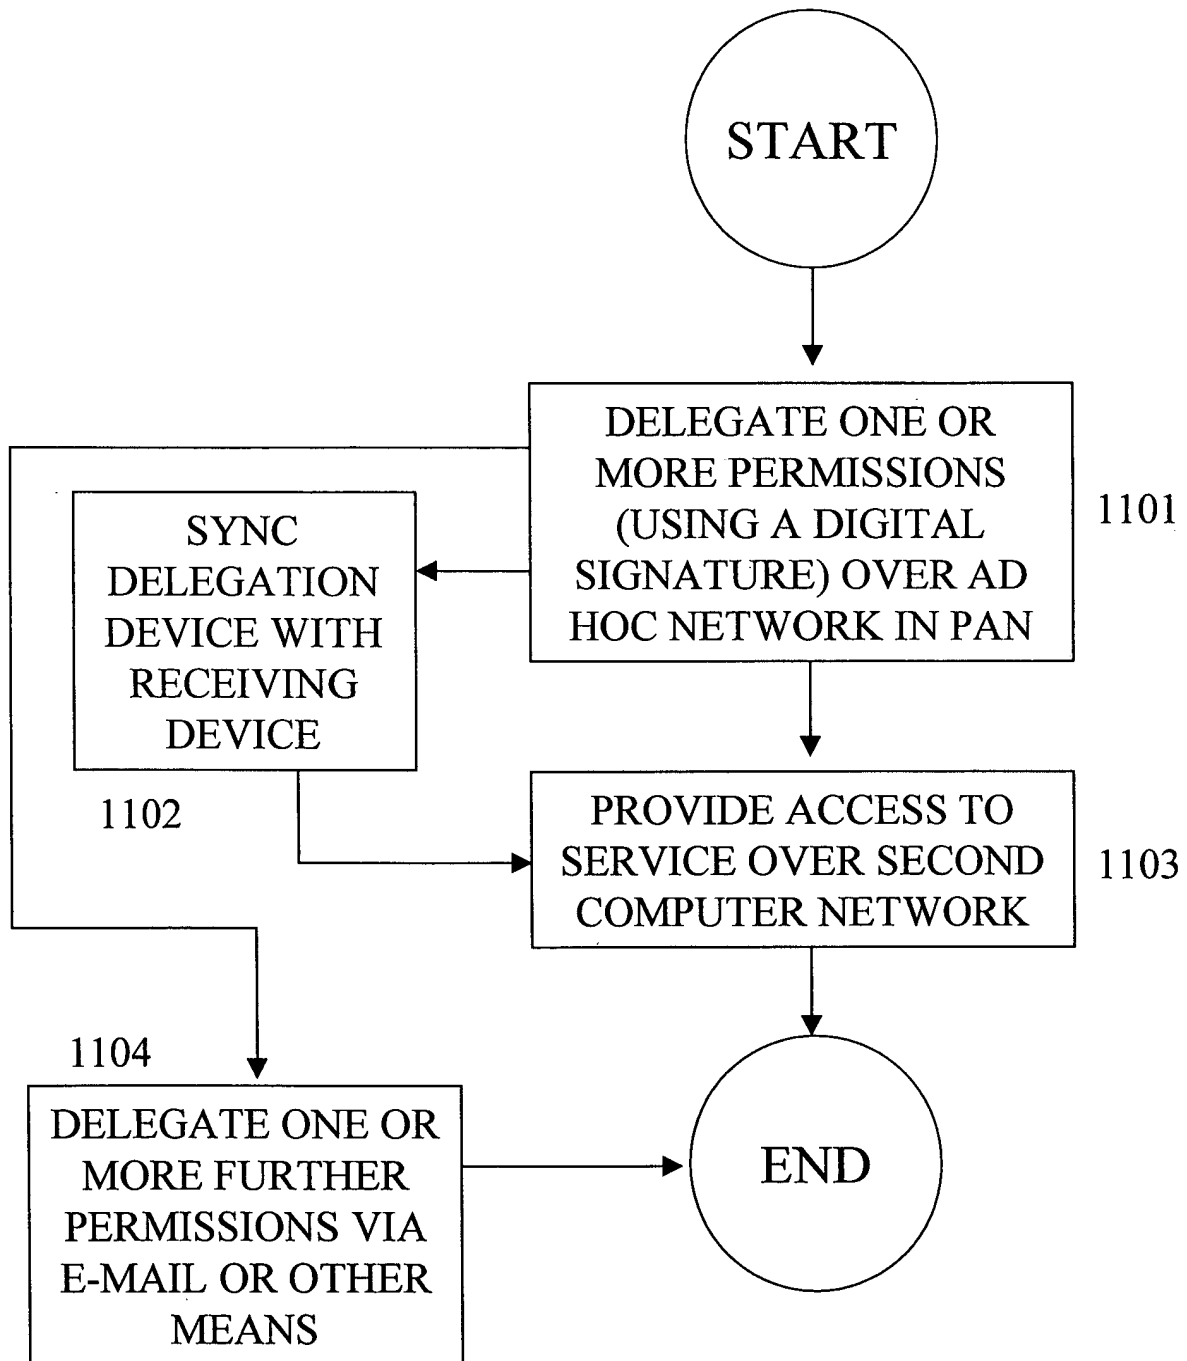 START
DELEGATE ONE OR
MORE PERMISSIONS
(USING A DIGITAL
SIGNATURE) OVER AD
HOC NETWORK IN PAN
1101
SYNC
DELEGATION
DEVICE WITH
RECEIVING
DEVICE
1102
PROVIDE ACCESS TO
SERVICE OVER SECOND
COMPUTER NETWORK
1103
1104
DELEGATE ONE OR
MORE FURTHER
PERMISSIONS VIA
E-MAIL OR OTHER
MEANS
END